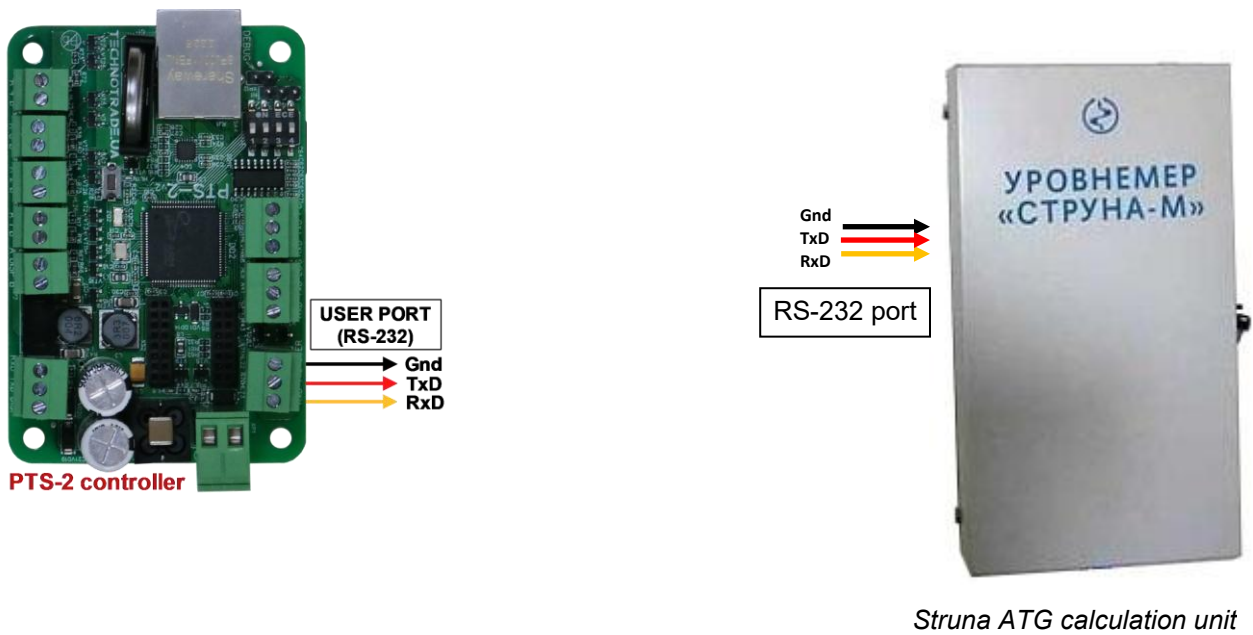 TECHNOTRADE.UA
DEBUG
PTS-2
USER PORT
(RS-232)
Gnd
TxD
RxD
PTS-2 controller
Gnd
TxD
RxD
RS-232 port
УРОВНЕМЕР
«СТРУНА-М»
Struna ATG calculation unit